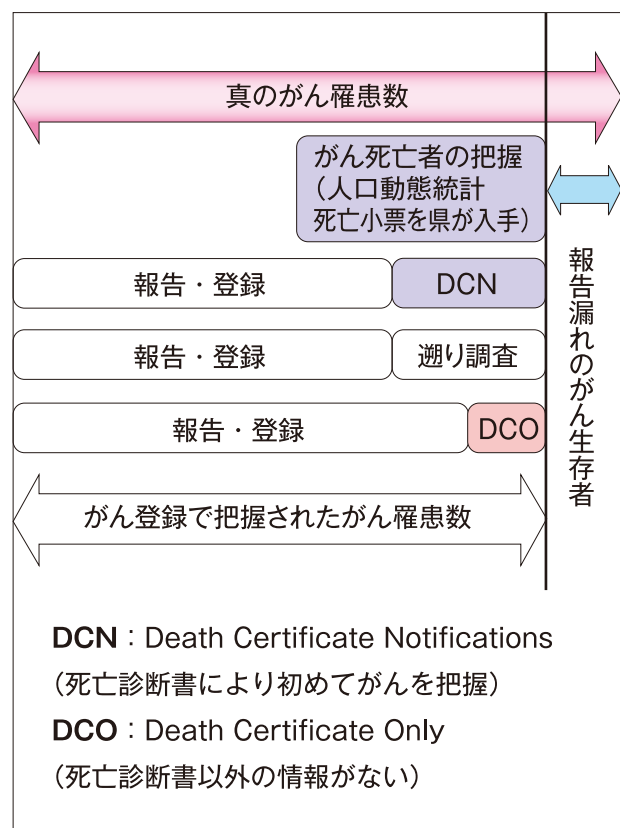 真のがん罹患数
がん死亡者の把握
（人口動態統計
死亡小票を県が入手）
報告・登録
DCN
報告・登録
遡り調査
報告・登録
DCO
がん登録で把握されたがん罹患数
報告漏れのがん生存者
DCN：Death Certificate Notifications
（死亡診断書により初めてがんを把握）
DCO：Death Certificate Only
（死亡診断書以外の情報がない）